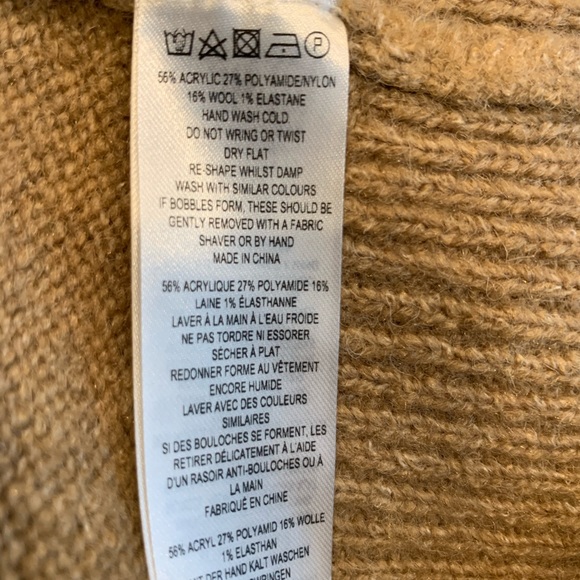 P
56% ACRYLIC 27% POLYAMIDE/NYLON
16% WOOL 1% ELASTANE
HAND WASH COLD
DO NOT WRING OR TWIST
DRY FLAT
RE-SHAPE WHILST DAMP
WASH WITH SIMILAR COLOURS
IF BOBBLES FORM, THESE SHOULD BE
GENTLY REMOVED WITH A FABRIC
SHAVER OR BY HAND
MADE IN CHINA
56% ACRYLIQUE 27% POLYAMIDE 16%
LAINE 1% ÉLASTHANNE
LAVER À LA MAIN À L'EAU FROIDE
NE PAS TORDRE NI ESSORER
SÉCHER À PLAT
REDONNER FORME AU VÊTEMENT
ENCORE HUMIDE
LAVER AVEC DES COULEURS
SIMILAIRES
SI DES BOULOCHES SE FORMENT, LES
RETIRER DÉLICATEMENT À L'AIDE
D'UN RASOIR ANTI-BOULOCHES OU À
LA MAIN
FABRIQUÉ EN CHINE
56% ACRYL 27% POLYAMID 16% WOLLE
1% ELASTHAN
DER HAND KALT WASCHEN